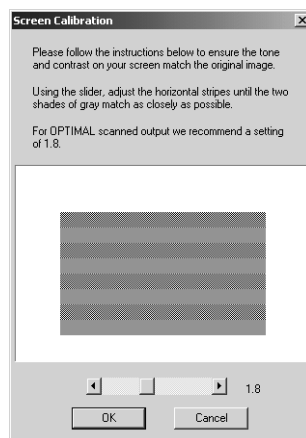 Screen Calibration
Please follow the instructions below to ensure the tone
and contrast on your screen match the original image.
Using the slider, adjust the horizontal stripes until the two
shades of gray match as closely as possible.
For OPTIMAL scanned output we recommend a setting
of 1.8.
1.8
OK
Cancel